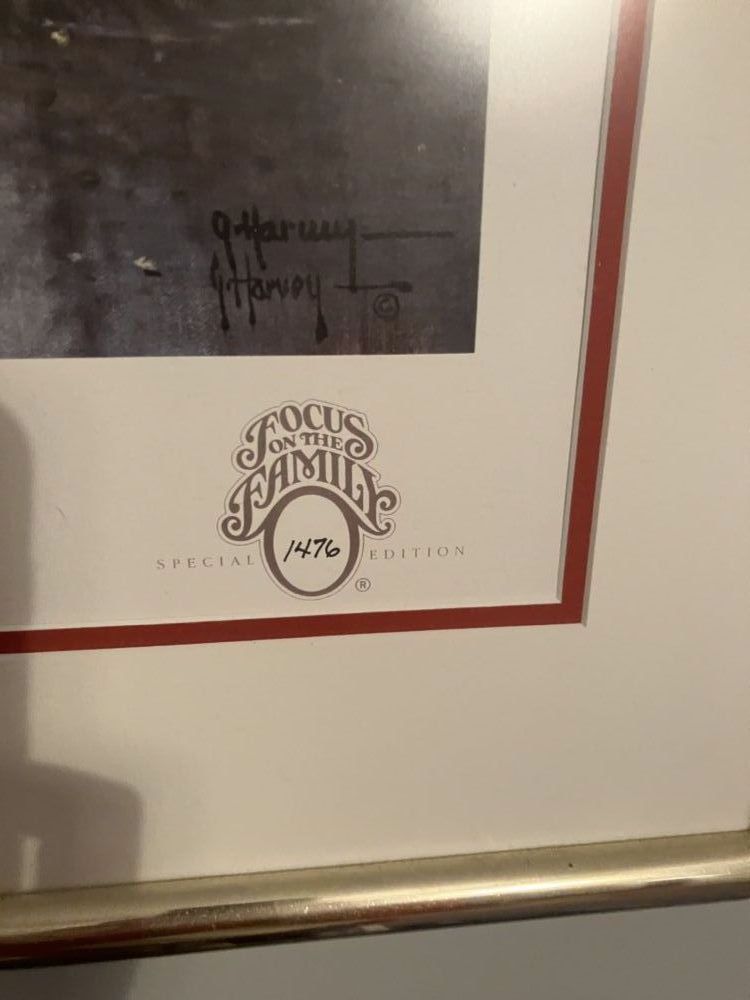 G. Harvey
G. Harvey ©
FOCUS
ON THE
FAMILY
SPECIAL 1476 EDITION
®